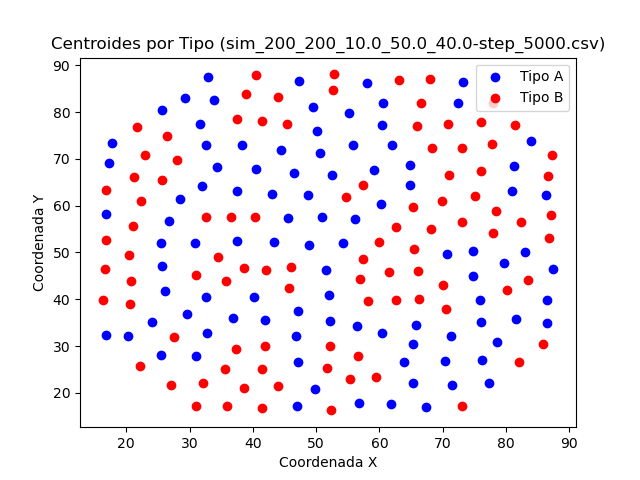 Centroides por Tipo (sim_200_200_10.0_50.0_40.0-step_5000.csv)
Tipo A
Tipo B
90
80
70
60
50
40
30
20
Coordenada Y
20 30 40 50 60 70 80 90
Coordenada X